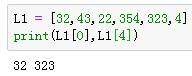 L1 = [32,43,22,354,323,4]
print(L1[0],L1[4])
32 323